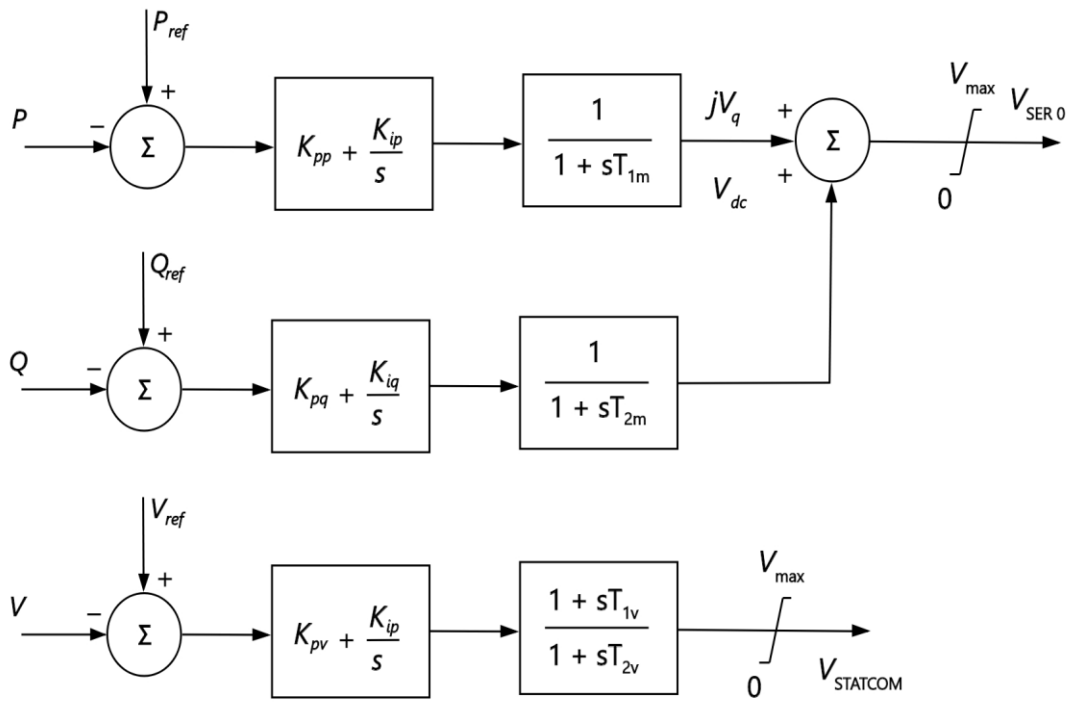 P_ref
+
P
−
Σ
K_pp + K_ip/s
1/(1 + sT_1m)
jV_q
+
Σ
+
V_dc
V_max
0
V_SER 0
Q_ref
+
Q
−
Σ
K_pq + K_iq/s
1/(1 + sT_2m)
V_ref
+
V
−
Σ
K_pv + K_ip/s
(1 + sT_1v)/(1 + sT_2v)
V_max
0
V_STATCOM